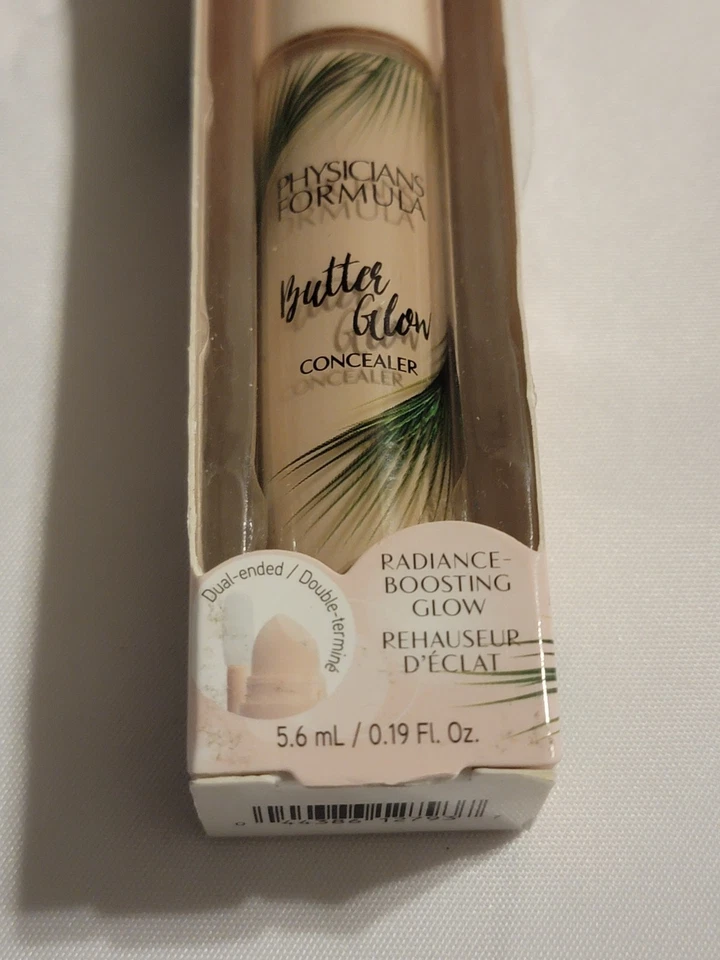 PHYSICIANS
FORMULA
Butter
Glow
CONCEALER
Dual-ended / Double-terminé
RADIANCE-
BOOSTING
GLOW
REHAUSEUR
D'ÉCLAT
5.6 mL / 0.19 Fl. Oz.